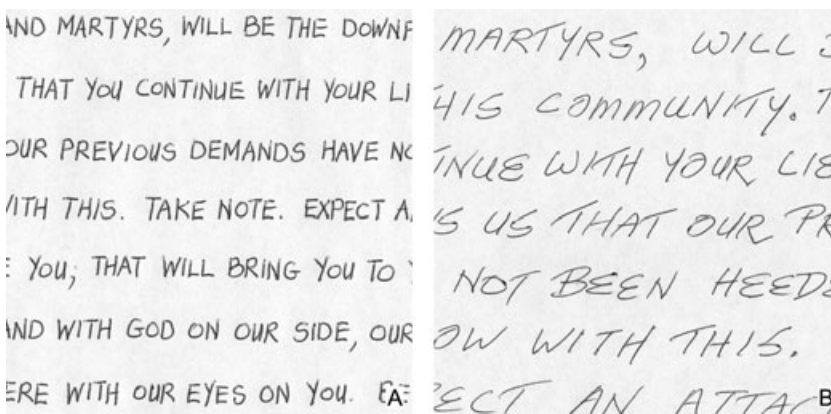 AND MARTYRS, WILL BE THE DOWNF
THAT YOU CONTINUE WITH YOUR LI
OUR PREVIOUS DEMANDS HAVE NO
WITH THIS. TAKE NOTE. EXPECT A
YOU; THAT WILL BRING YOU TO
AND WITH GOD ON OUR SIDE, OUR
ERE WITH OUR EYES ON YOU.
A
MARTYRS, WILL
HIS COMMUNITY. T
INUE WITH YOUR LIE
S US THAT OUR PR
NOT BEEN HEEDE
OW WITH THIS.
ECT AN ATTAC
B